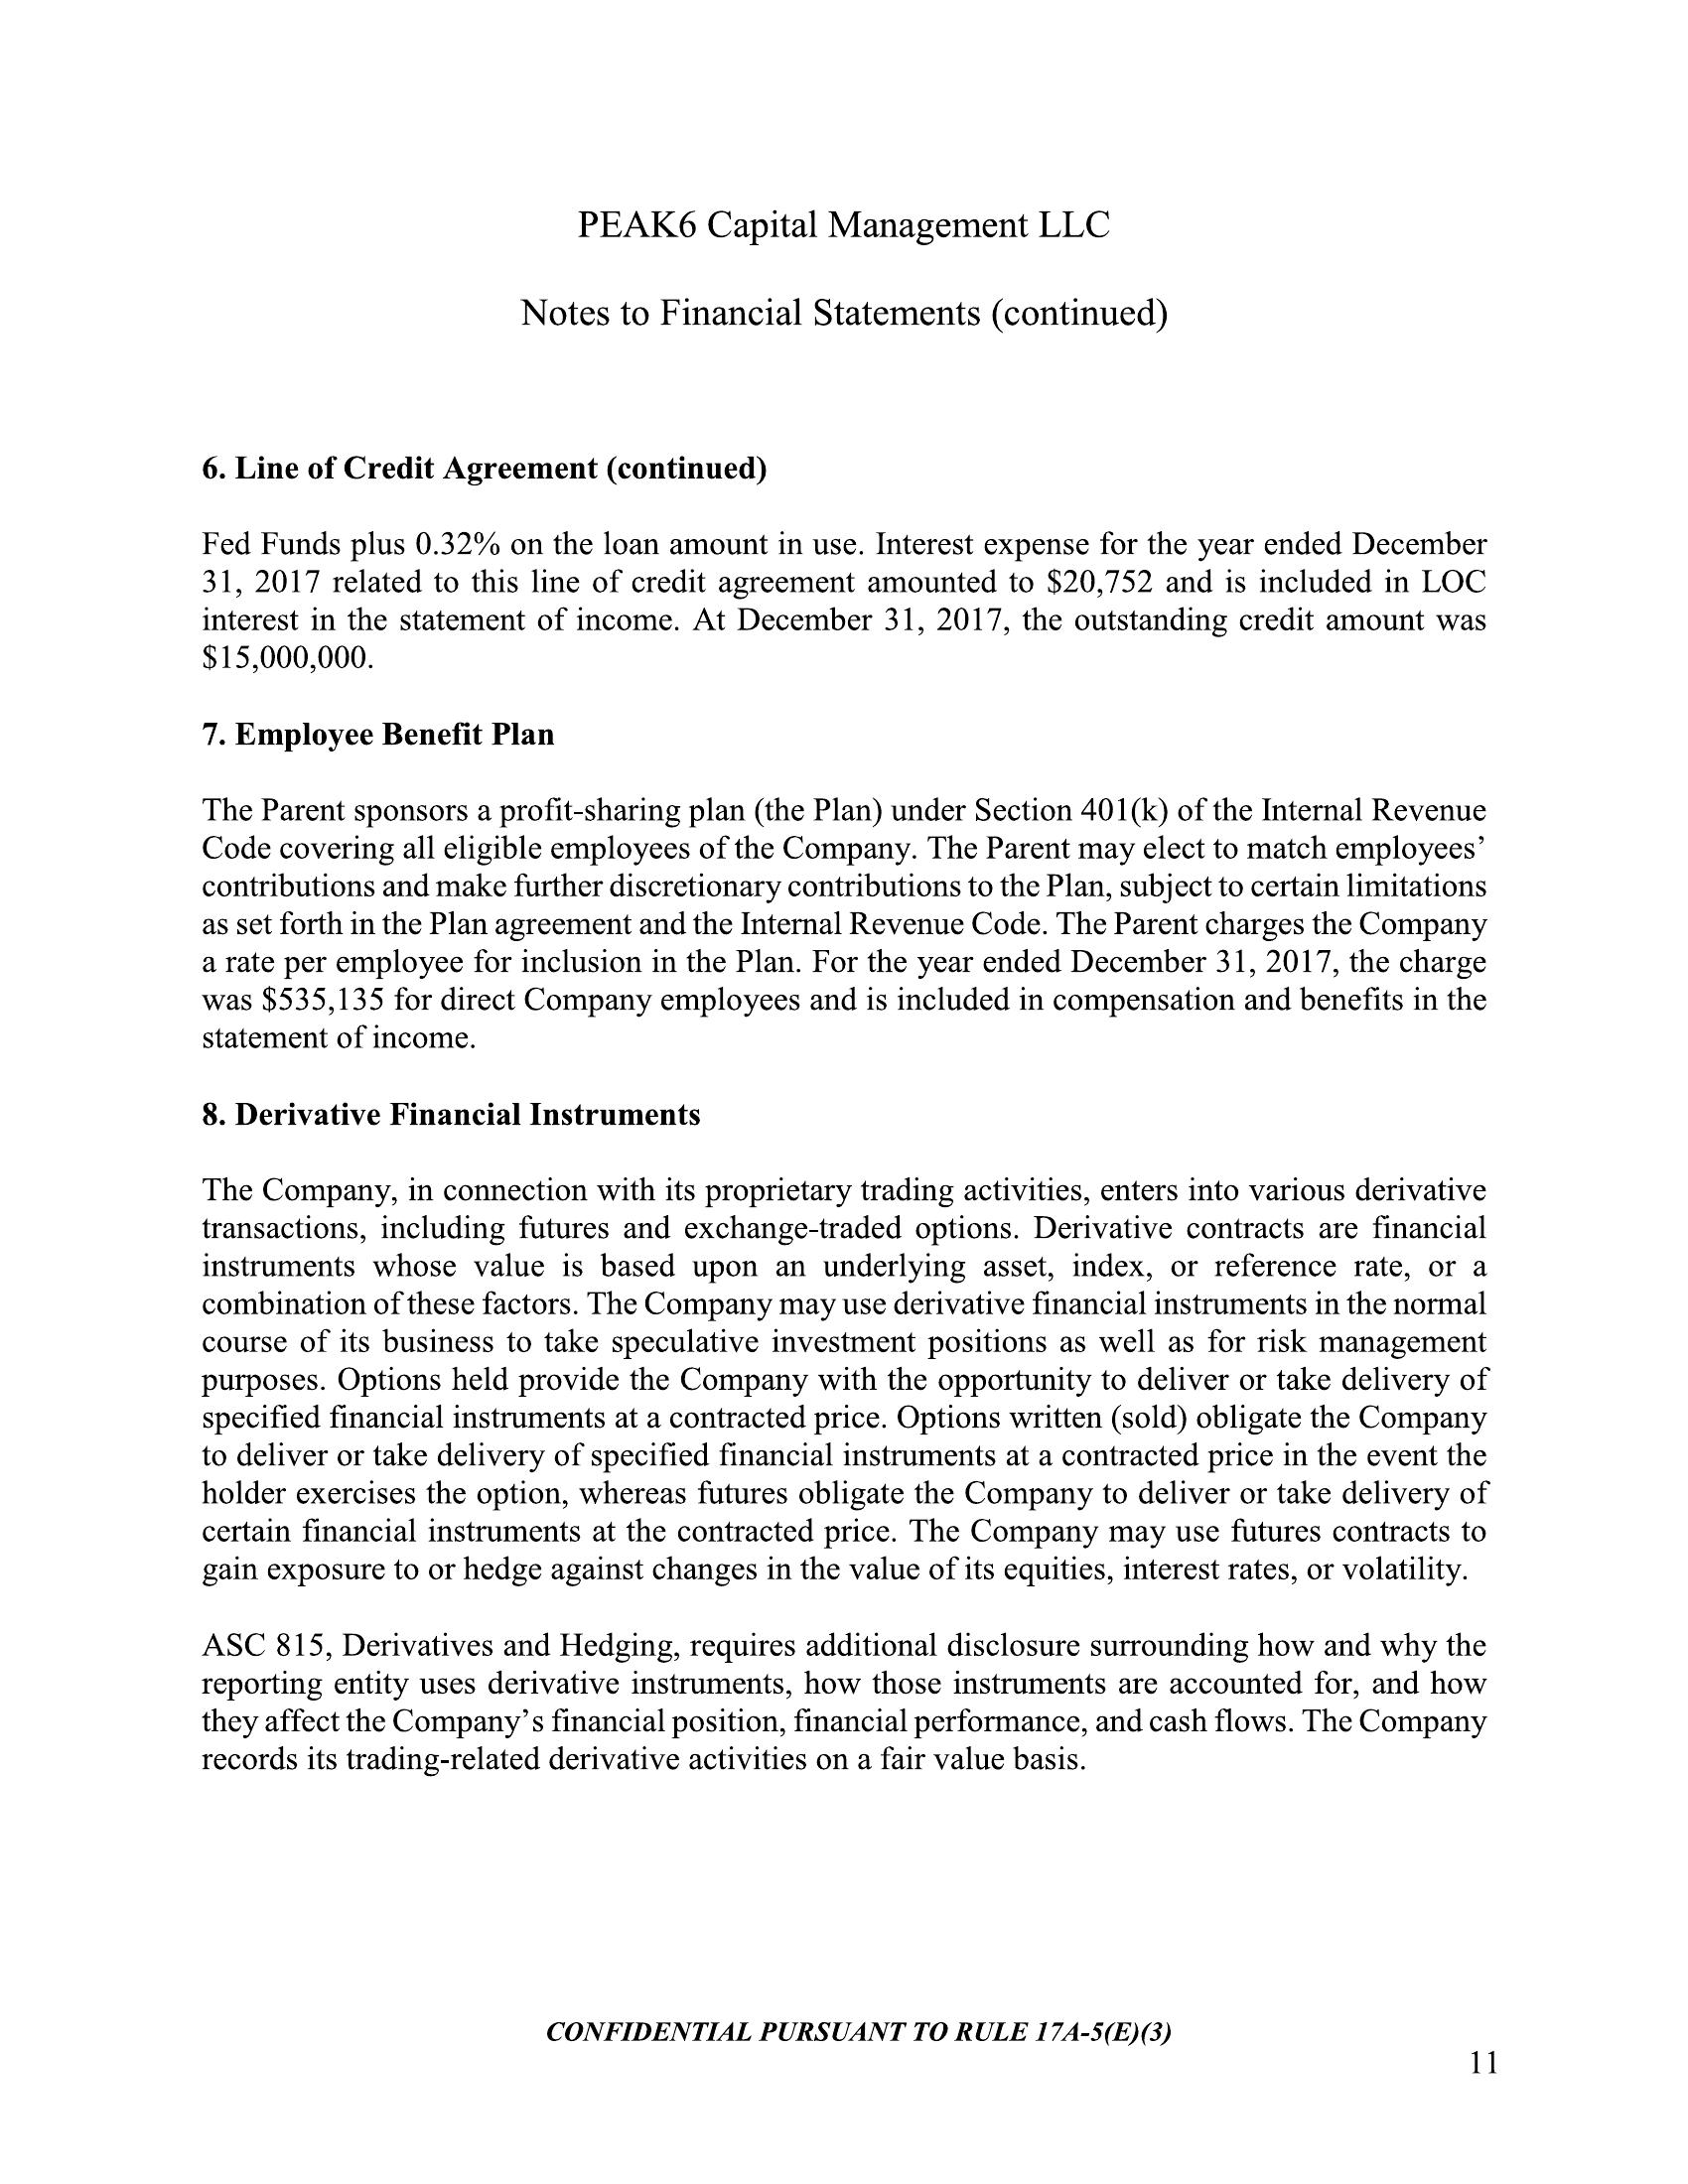 PEAK6 Capital Management LLC
Notes to Financial Statements (continued)
6. Line of Credit Agreement (continued)
Fed Funds plus 0.32% on the loan amount in use. Interest expense for the year ended December
31, 2017 related to this line of credit agreement amounted to $20,752 and is included in LOC
interest in the statement of income. At December 31, 2017, the outstanding credit amount was
$15,000,000.
7. Employee Benefit Plan
The Parent sponsors a profit-sharing plan (the Plan) under Section 401(k) of the Internal Revenue
Code covering all eligible employees of the Company. The Parent may elect to match employees’
contributions and make further discretionary contributions to the Plan, subject to certain limitations
as set forth in the Plan agreement and the Internal Revenue Code. The Parent charges the Company
a rate per employee for inclusion in the Plan. For the year ended December 31, 2017, the charge
was $535,135 for direct Company employees and is included in compensation and benefits in the
statement of income.
8. Derivative Financial Instruments
The Company, in connection with its proprietary trading activities, enters into various derivative
transactions, including futures and exchange-traded options. Derivative contracts are financial
instruments whose value is based upon an underlying asset, index, or reference rate, or a
combination of these factors. The Company may use derivative financial instruments in the normal
course of its business to take speculative investment positions as well as for risk management
purposes. Options held provide the Company with the opportunity to deliver or take delivery of
specified financial instruments at a contracted price. Options written (sold) obligate the Company
to deliver or take delivery of specified financial instruments at a contracted price in the event the
holder exercises the option, whereas futures obligate the Company to deliver or take delivery of
certain financial instruments at the contracted price. The Company may use futures contracts to
gain exposure to or hedge against changes in the value of its equities, interest rates, or volatility.
ASC 815, Derivatives and Hedging, requires additional disclosure surrounding how and why the
reporting entity uses derivative instruments, how those instruments are accounted for, and how
they affect the Company’s financial position, financial performance, and cash flows. The Company
records its trading-related derivative activities on a fair value basis.
CONFIDENTIAL PURSUANT TO RULE 17A-5(E)(3)
11